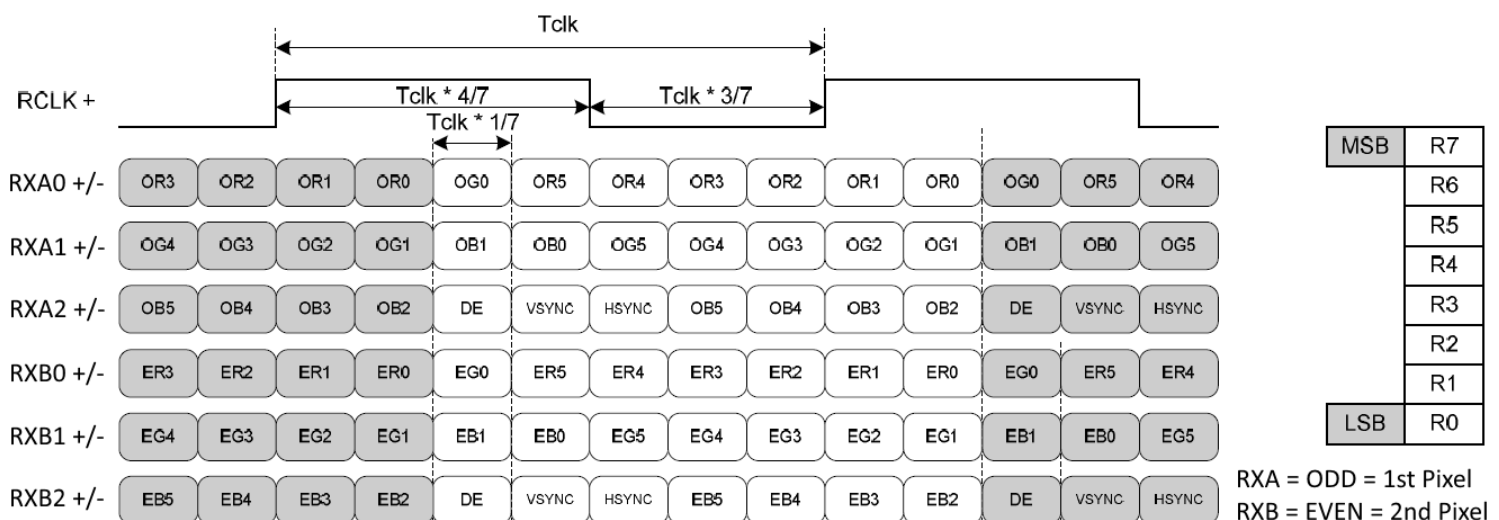 Tclk
RCLK +
Tclk * 4/7 Tclk * 3/7
Tclk * 1/7
RXA0 +/- OR3 OR2 OR1 OR0 OG0 OR5 OR4 OR3 OR2 OR1 OR0 OG0 OR5 OR4
RXA1 +/- OG4 OG3 OG2 OG1 OB1 OB0 OG5 OG4 OG3 OG2 OG1 OB1 OB0 OG5
RXA2 +/- OB5 OB4 OB3 OB2 DE VSYNC HSYNC OB5 OB4 OB3 OB2 DE VSYNC HSYNC
RXB0 +/- ER3 ER2 ER1 ER0 EG0 ER5 ER4 ER3 ER2 ER1 ER0 EG0 ER5 ER4
RXB1 +/- EG4 EG3 EG2 EG1 EB1 EB0 EG5 EG4 EG3 EG2 EG1 EB1 EB0 EG5
RXB2 +/- EB5 EB4 EB3 EB2 DE VSYNC HSYNC EB5 EB4 EB3 EB2 DE VSYNC HSYNC
MSB R7
R6
R5
R4
R3
R2
R1
LSB R0
RXA = ODD = 1st Pixel
RXB = EVEN = 2nd Pixel